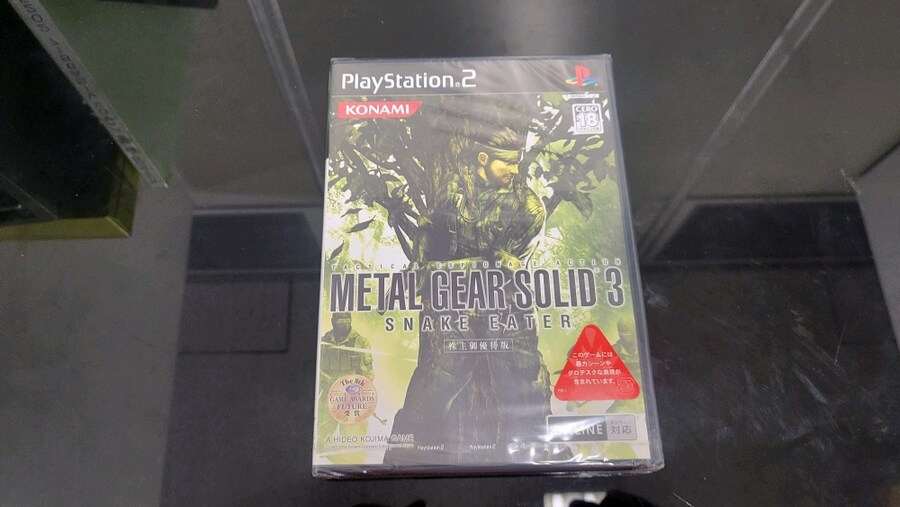 PlayStation®2
KONAMI
CERO
18
TACTICAL ESPIONAGE ACTION
METAL GEAR SOLID® 3
SNAKE EATER
株主御優待版
このゲームには
暴力シーンや
グロテスクな表現が
含まれています。
The 8th
GAME AWARDS
FUTURE
受賞
LINE 対応
A HIDEO KOJIMA GAME
PlayStation.2